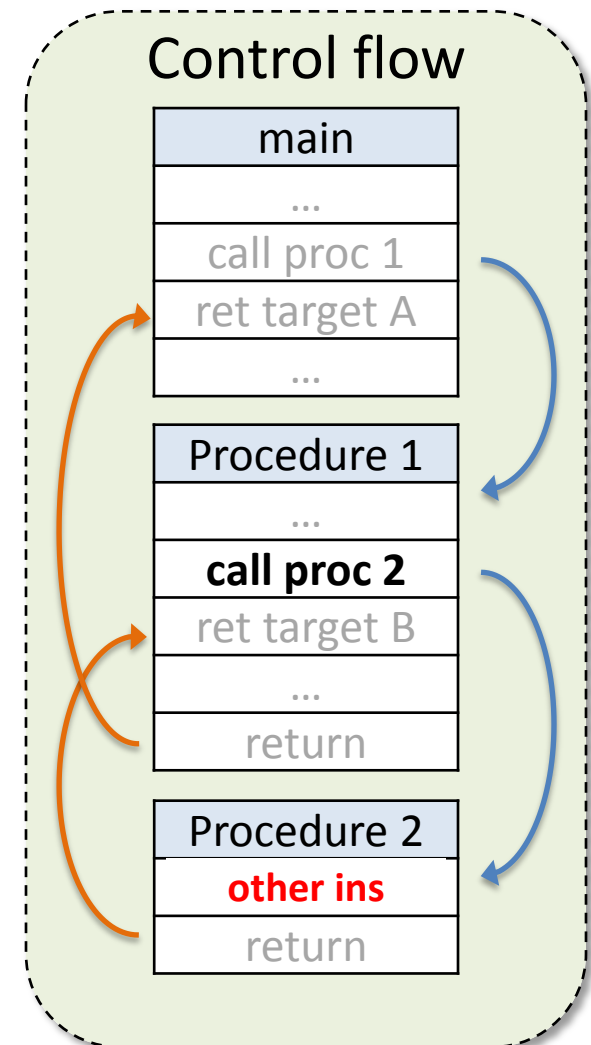 Control flow
main
...
call proc 1
ret target A
...
Procedure 1
...
call proc 2
ret target B
...
return
Procedure 2
other ins
return